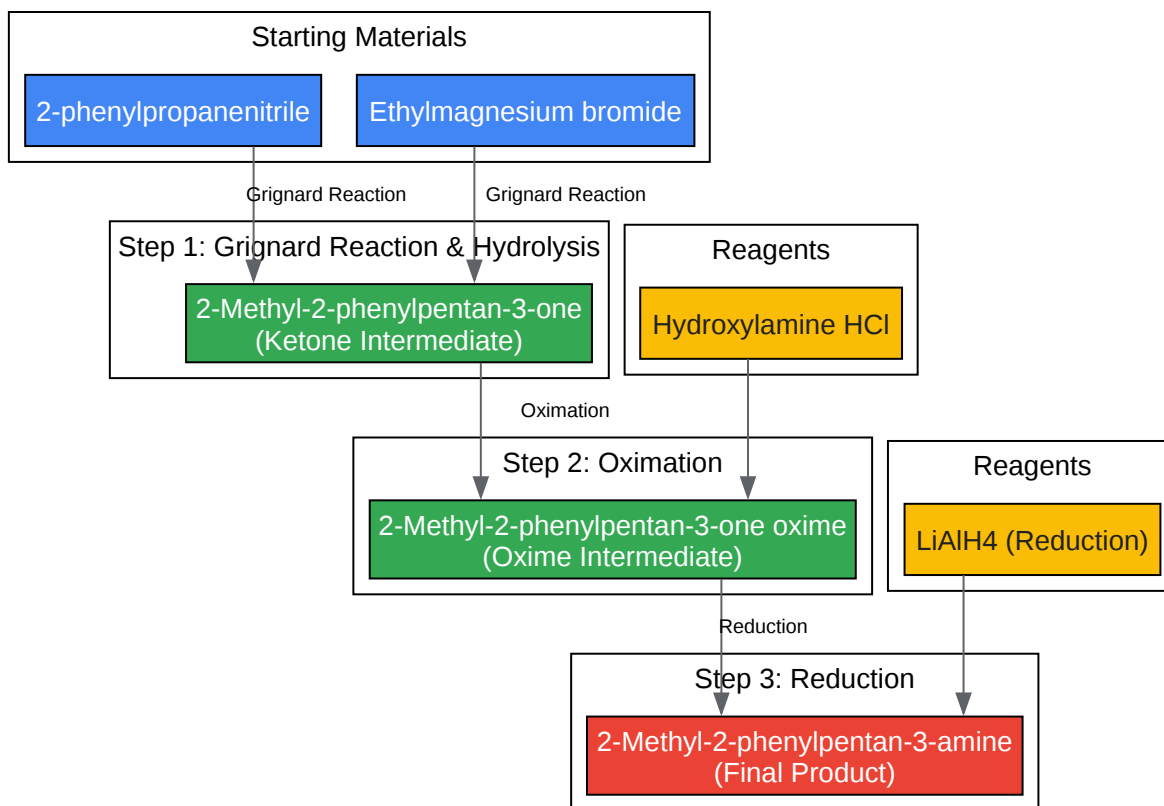 Starting Materials
2-phenylpropanenitrile
Ethylmagnesium bromide
Grignard Reaction
Grignard Reaction
Step 1: Grignard Reaction & Hydrolysis
2-Methyl-2-phenylpentan-3-one
(Ketone Intermediate)
Reagents
Hydroxylamine HCl
Oximation
Step 2: Oximation
2-Methyl-2-phenylpentan-3-one oxime
(Oxime Intermediate)
Reagents
LiAlH4 (Reduction)
Reduction
Step 3: Reduction
2-Methyl-2-phenylpentan-3-amine
(Final Product)